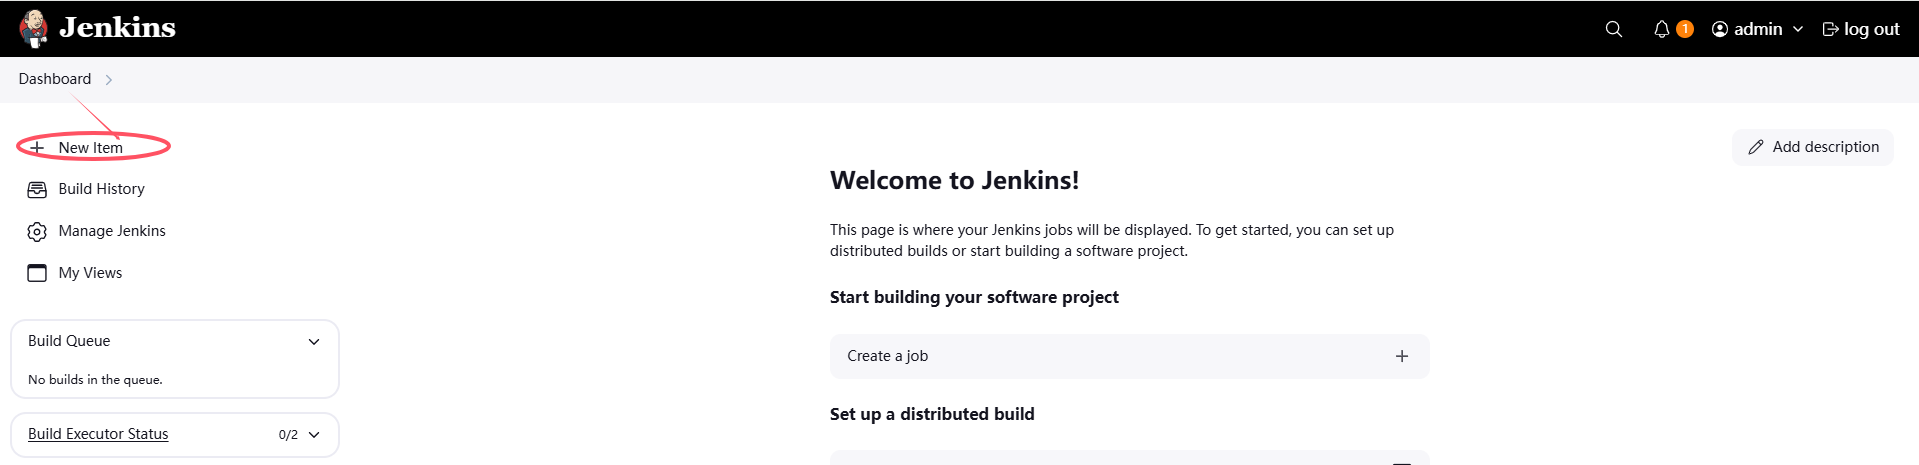 Jenkins
1
admin
log out
Dashboard
New Item
Build History
Manage Jenkins
My Views
Build Queue
No builds in the queue.
Build Executor Status
0/2
Add description
Welcome to Jenkins!
This page is where your Jenkins jobs will be displayed. To get started, you can set up
distributed builds or start building a software project.
Start building your software project
Create a job
Set up a distributed build